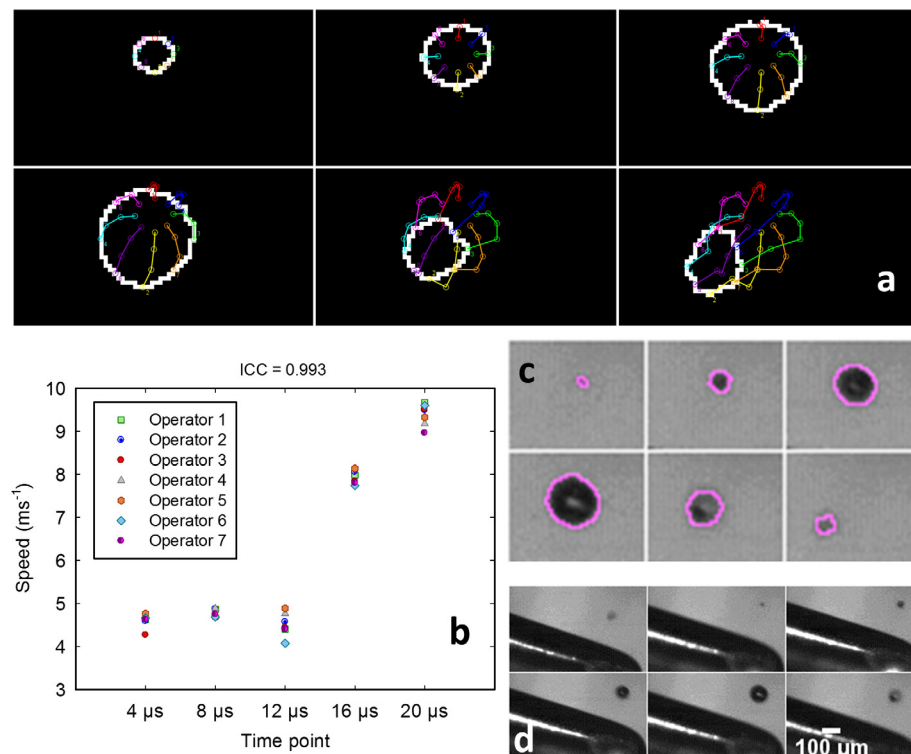 a
ICC = 0.993
10
9
8
7
6
5
4
3
Speed (ms⁻¹)
Operator 1
Operator 2
Operator 3
Operator 4
Operator 5
Operator 6
Operator 7
b
4 µs 8 µs 12 µs 16 µs 20 µs
Time point
c
d
100 µm